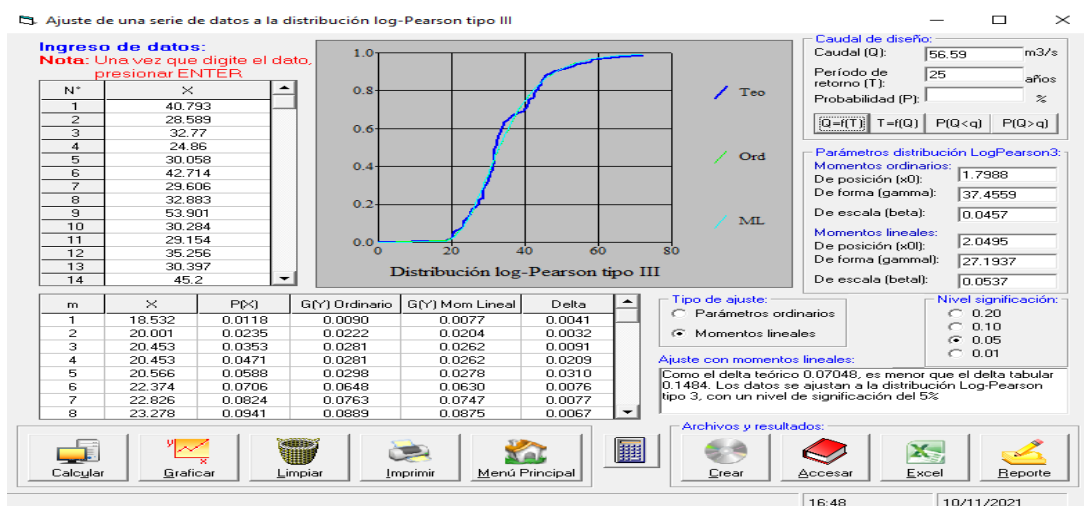 Ajuste de una serie de datos a la distribución log-Pearson tipo III
Ingreso de datos:
Nota: Una vez que digite el dato,
presionar ENTER
N° X
1 40.793
2 28.589
3 32.77
4 24.86
5 30.058
6 42.714
7 29.606
8 32.883
9 53.901
10 30.284
11 29.154
12 35.256
13 30.397
14 45.2
1.0
0.8
0.6
0.4
0.2
0.0
0 20 40 60 80
Distribución log-Pearson tipo III
Teo
Ord
ML
Caudal de diseño:
Caudal (Q): 56.59 m3/s
Período de
retorno (T): 25 años
Probabilidad (P): %
Q=f(T) T=f(Q) P(Q<q) P(Q>q)
Parámetros distribución LogPearson3:
Momentos ordinarios:
De posición (x0): 1.7988
De forma (gamma): 37.4559
De escala (beta): 0.0457
Momentos lineales:
De posición (x0l): 2.0495
De forma (gammal): 27.1937
De escala (betal): 0.0537
m X P(X) G(Y) Ordinario G(Y) Mom Lineal Delta
1 18.532 0.0118 0.0090 0.0077 0.0041
2 20.001 0.0235 0.0222 0.0204 0.0032
3 20.453 0.0353 0.0281 0.0262 0.0091
4 20.453 0.0471 0.0281 0.0262 0.0209
5 20.566 0.0588 0.0298 0.0278 0.0310
6 22.374 0.0706 0.0648 0.0630 0.0076
7 22.826 0.0824 0.0763 0.0747 0.0077
8 23.278 0.0941 0.0889 0.0875 0.0067
Tipo de ajuste:
Parámetros ordinarios
Momentos lineales
Nivel significación:
0.20
0.10
0.05
0.01
Ajuste con momentos lineales:
Como el delta teórico 0.07048, es menor que el delta tabular
0.1484. Los datos se ajustan a la distribución Log-Pearson
tipo 3, con un nivel de significación del 5%
Calcular Graficar Limpiar Imprimir Menú Principal
Archivos y resultados:
Crear Accesar Excel Reporte
16:48 10/11/2021